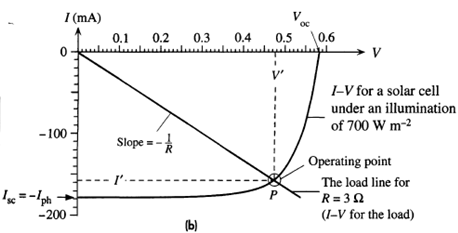 I (mA)
V_oc
0.1 0.2 0.3 0.4 0.5 0.6
0
V
V′
I–V for a solar cell
under an illumination
of 700 W m⁻²
−100
Slope = − 1/R
Operating point
I′
The load line for
I_sc = −I_ph
P
R = 3 Ω
−200
(I–V for the load)
(b)